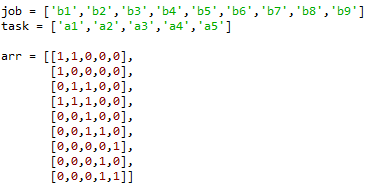 job = ['b1','b2','b3','b4','b5','b6','b7','b8','b9']
task = ['a1','a2','a3','a4','a5']
arr = [[1,1,0,0,0],
[1,0,0,0,0],
[0,1,1,0,0],
[1,1,1,0,0],
[0,0,1,0,0],
[0,0,1,1,0],
[0,0,0,0,1],
[0,0,0,1,0],
[0,0,0,1,1]]